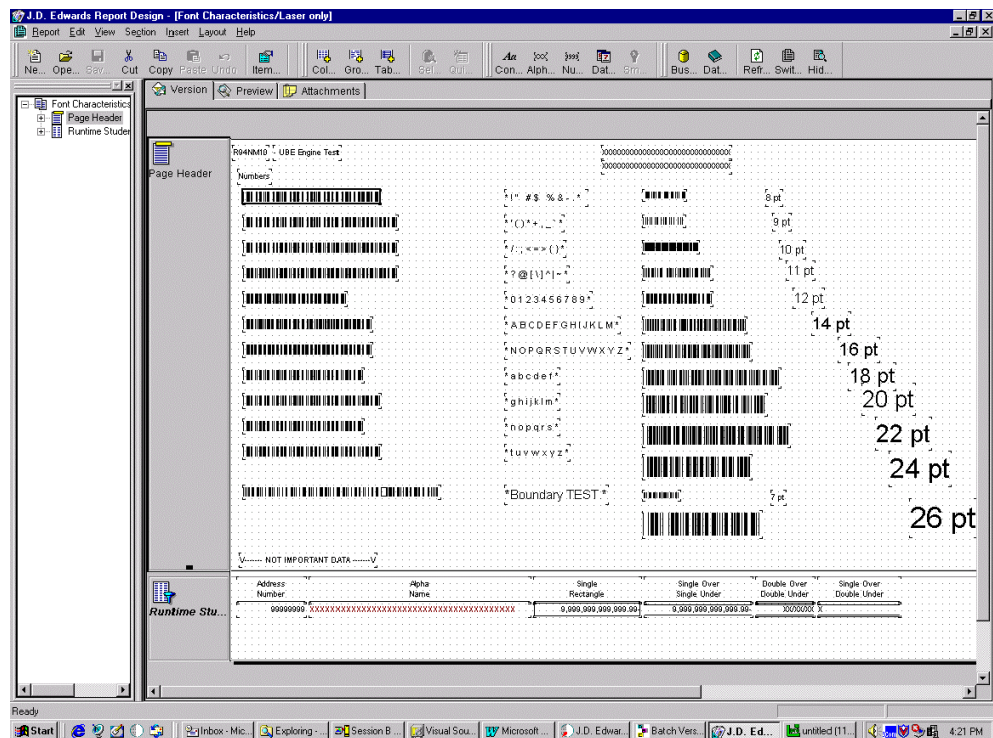 J.D. Edwards Report Design - [Font Characteristics/Laser only]
Report Edit View Section Insert Layout Help
Ne... Ope... Sav... Cut Copy Paste Undo Item... Col... Gro... Tab... Sel... Qui... Con... Alph... Nu... Dat... Sm... Bus... Dat... Refr... Swit... Hid...
Version Preview Attachments
Font Characteristics
Page Header
Runtime Studer
Page Header
R94NM10 - UBE Engine Test
XXXXXXXXXXXXXXXXXXXXXXXXXXXXXX
XXXXXXXXXXXXXXXXXXXXXXXXXXXXXX
Numbers
*!" #$ %&-.* 8 pt
*'()*+,_`* 9 pt
*/:;<=>()* 10 pt
*?@[\]^|~* 11 pt
*0123456789* 12 pt
*ABCDEFGHIJKLM* 14 pt
*NOPQRSTUVWXYZ* 16 pt
*abcdef* 18 pt
*ghijklm* 20 pt
*nopqrs* 22 pt
*tuvwxyz* 24 pt
*Boundary TEST.* 7 pt
26 pt
V------ NOT IMPORTANT DATA ------V
Runtime Stu...
Address Number Alpha Name Single Rectangle Single Over Single Under Double Over Double Under Single Over Double Under
99999999 XXXXXXXXXXXXXXXXXXXXXXXXXXXXXXXXXXXXXXXX 9,999,999,999,999.99- 9,999,999,999,999.99- XX/XX/XX X
Ready
Start Inbox - Mic... Exploring - ... Session B ... Visual Sou... Microsoft ... J.D. Edwar... Batch Vers... J.D. Ed... untitled (11... 4:21 PM